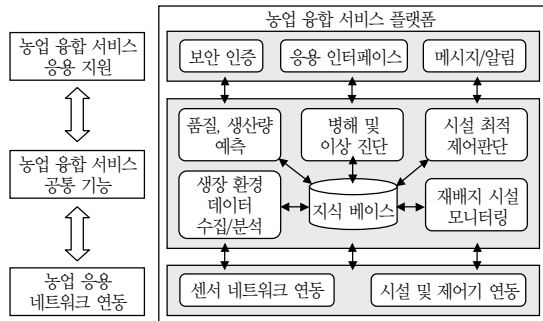 농업 융합 서비스 플랫폼
농업 융합 서비스
응용 지원
보안 인증
응용 인터페이스
메시지/알림
농업 융합 서비스
공통 기능
품질, 생산량
예측
병해 및
이상 진단
시설 최적
제어판단
생장 환경
데이터
수집/분석
지식 베이스
재배지 시설
모니터링
농업 응용
네트워크 연동
센서 네트워크 연동
시설 및 제어기 연동